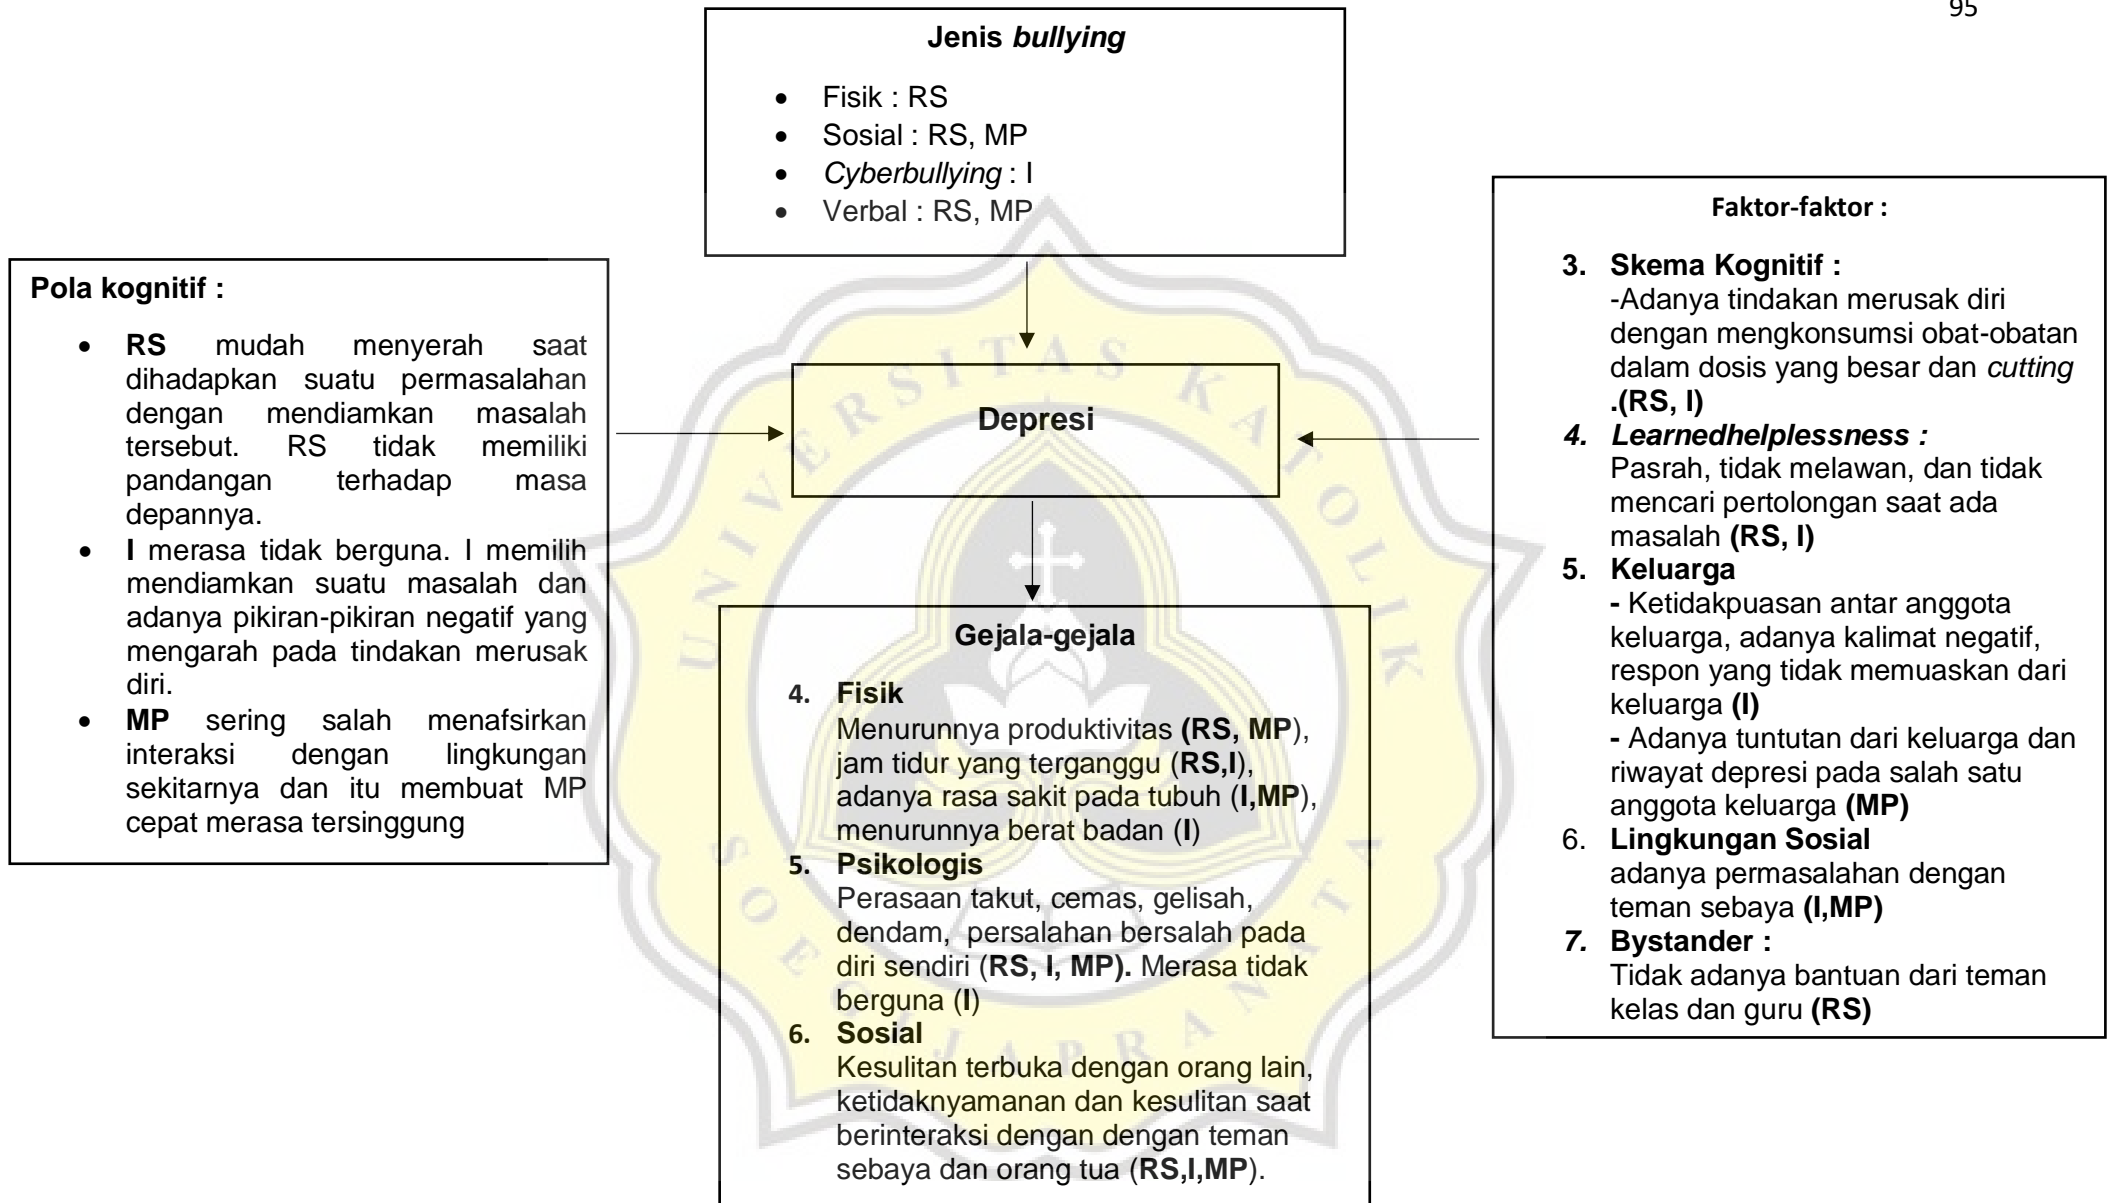 95
Jenis bullying
• Fisik : RS
• Sosial : RS, MP
• Cyberbullying : I
• Verbal : RS, MP
Pola kognitif :
• RS mudah menyerah saat
dihadapkan suatu permasalahan
dengan mendiamkan masalah
tersebut. RS tidak memiliki
pandangan terhadap masa
depannya.
• I merasa tidak berguna. I memilih
mendiamkan suatu masalah dan
adanya pikiran-pikiran negatif yang
mengarah pada tindakan merusak
diri.
• MP sering salah menafsirkan
interaksi dengan lingkungan
sekitarnya dan itu membuat MP
cepat merasa tersinggung
Depresi
Gejala-gejala
4. Fisik
Menurunnya produktivitas (RS, MP),
jam tidur yang terganggu (RS,I),
adanya rasa sakit pada tubuh (I,MP),
menurunnya berat badan (I)
5. Psikologis
Perasaan takut, cemas, gelisah,
dendam, persalahan bersalah pada
diri sendiri (RS, I, MP). Merasa tidak
berguna (I)
6. Sosial
Kesulitan terbuka dengan orang lain,
ketidaknyamanan dan kesulitan saat
berinteraksi dengan dengan teman
sebaya dan orang tua (RS,I,MP).
Faktor-faktor :
3. Skema Kognitif :
-Adanya tindakan merusak diri
dengan mengkonsumsi obat-obatan
dalam dosis yang besar dan cutting
.(RS, I)
4. Learnedhelplessness :
Pasrah, tidak melawan, dan tidak
mencari pertolongan saat ada
masalah (RS, I)
5. Keluarga
- Ketidakpuasan antar anggota
keluarga, adanya kalimat negatif,
respon yang tidak memuaskan dari
keluarga (I)
- Adanya tuntutan dari keluarga dan
riwayat depresi pada salah satu
anggota keluarga (MP)
6. Lingkungan Sosial
adanya permasalahan dengan
teman sebaya (I,MP)
7. Bystander :
Tidak adanya bantuan dari teman
kelas dan guru (RS)
UNIVERSITAS KATOLIK
SOEGIJAPRANATA